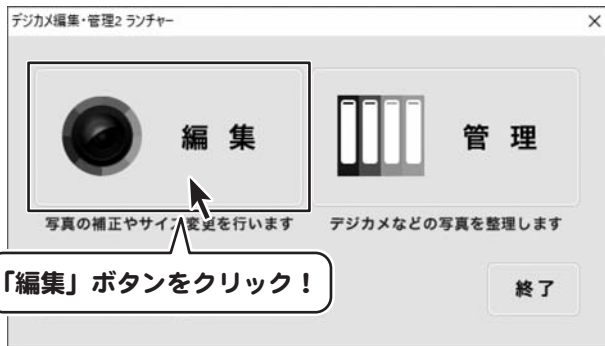 デジカメ編集・管理2 ランチャー
編 集
管 理
写真の補正やサイズ変更を行います
デジカメなどの写真を整理します
「編集」ボタンをクリック！
終了